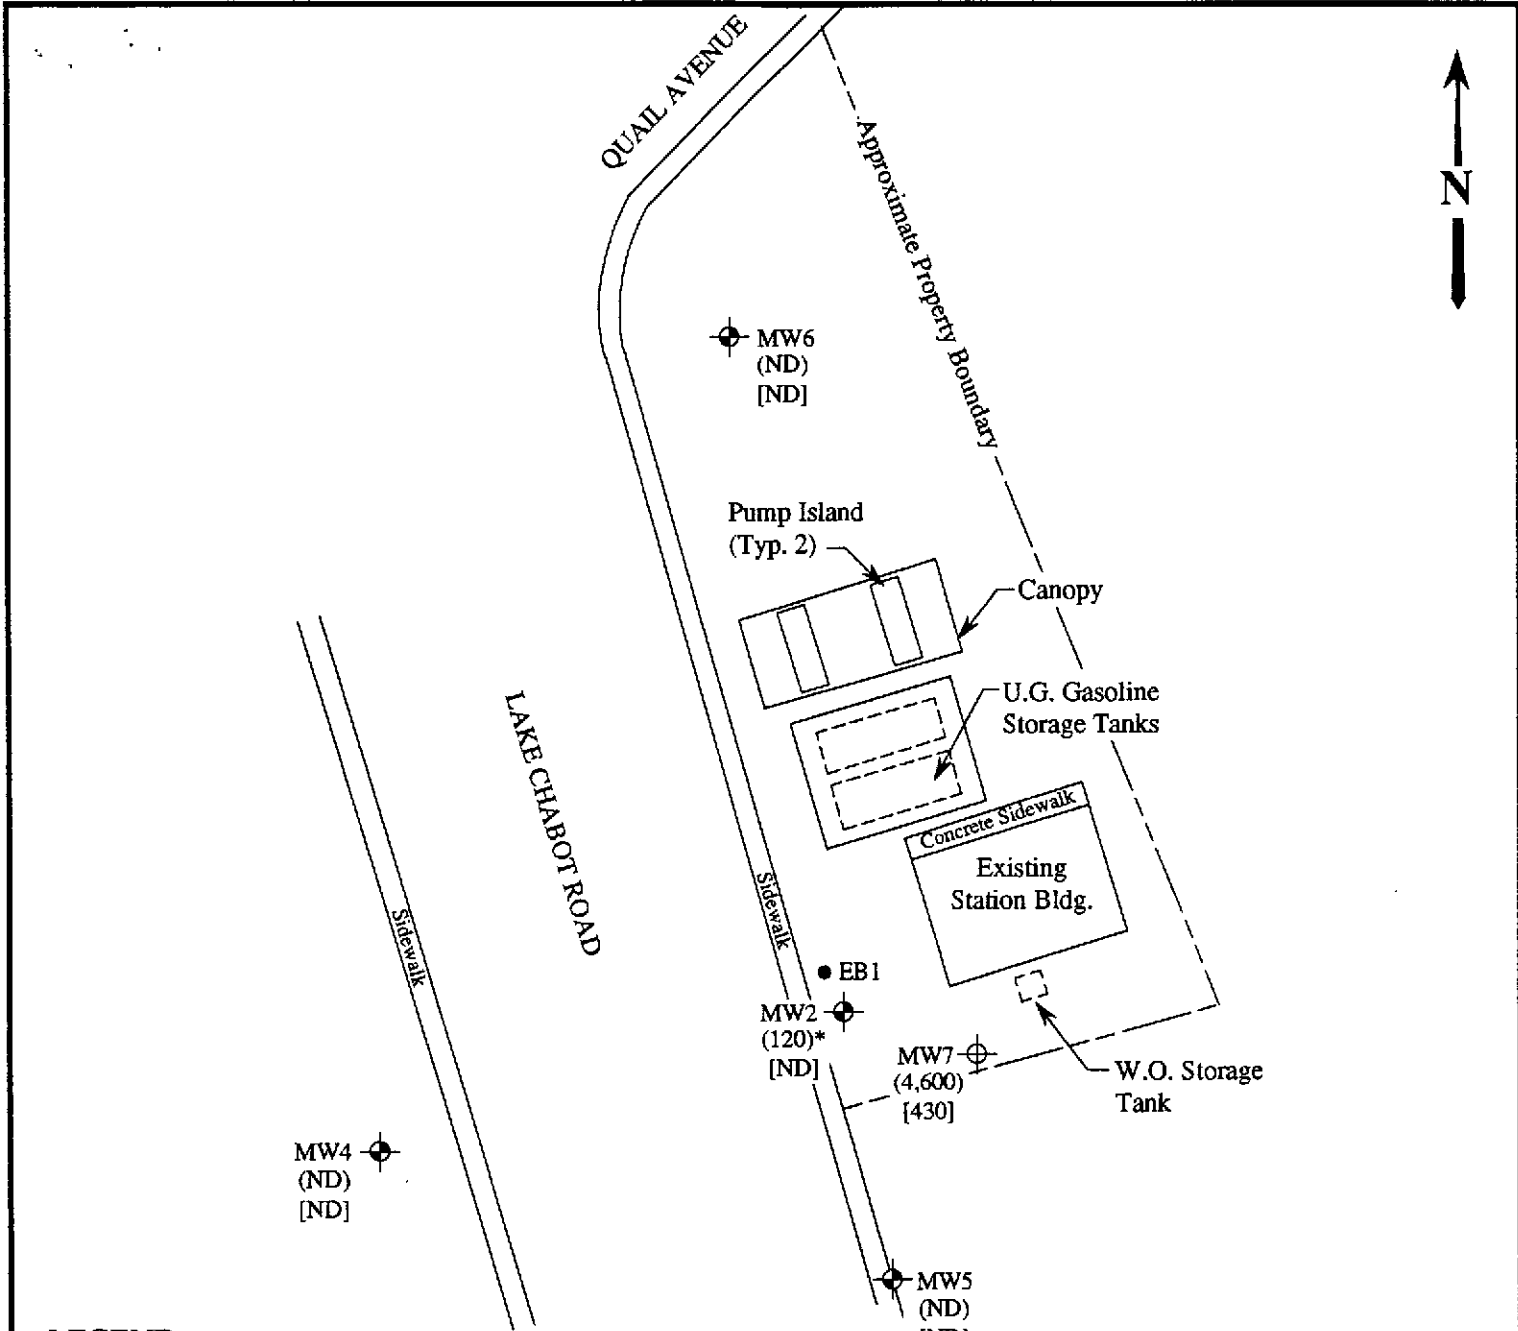 QUAIL AVENUE
Approximate Property Boundary
N
MW6
(ND)
[ND]
Pump Island
(Typ. 2)
Canopy
U.G. Gasoline
Storage Tanks
LAKE CHABOT ROAD
Concrete Sidewalk
Existing
Station Bldg.
Sidewalk
Sidewalk
EB1
MW2
(120)*
[ND]
MW7
(4,600)
[430]
W.O. Storage
Tank
MW4
(ND)
[ND]
MW5
(ND)